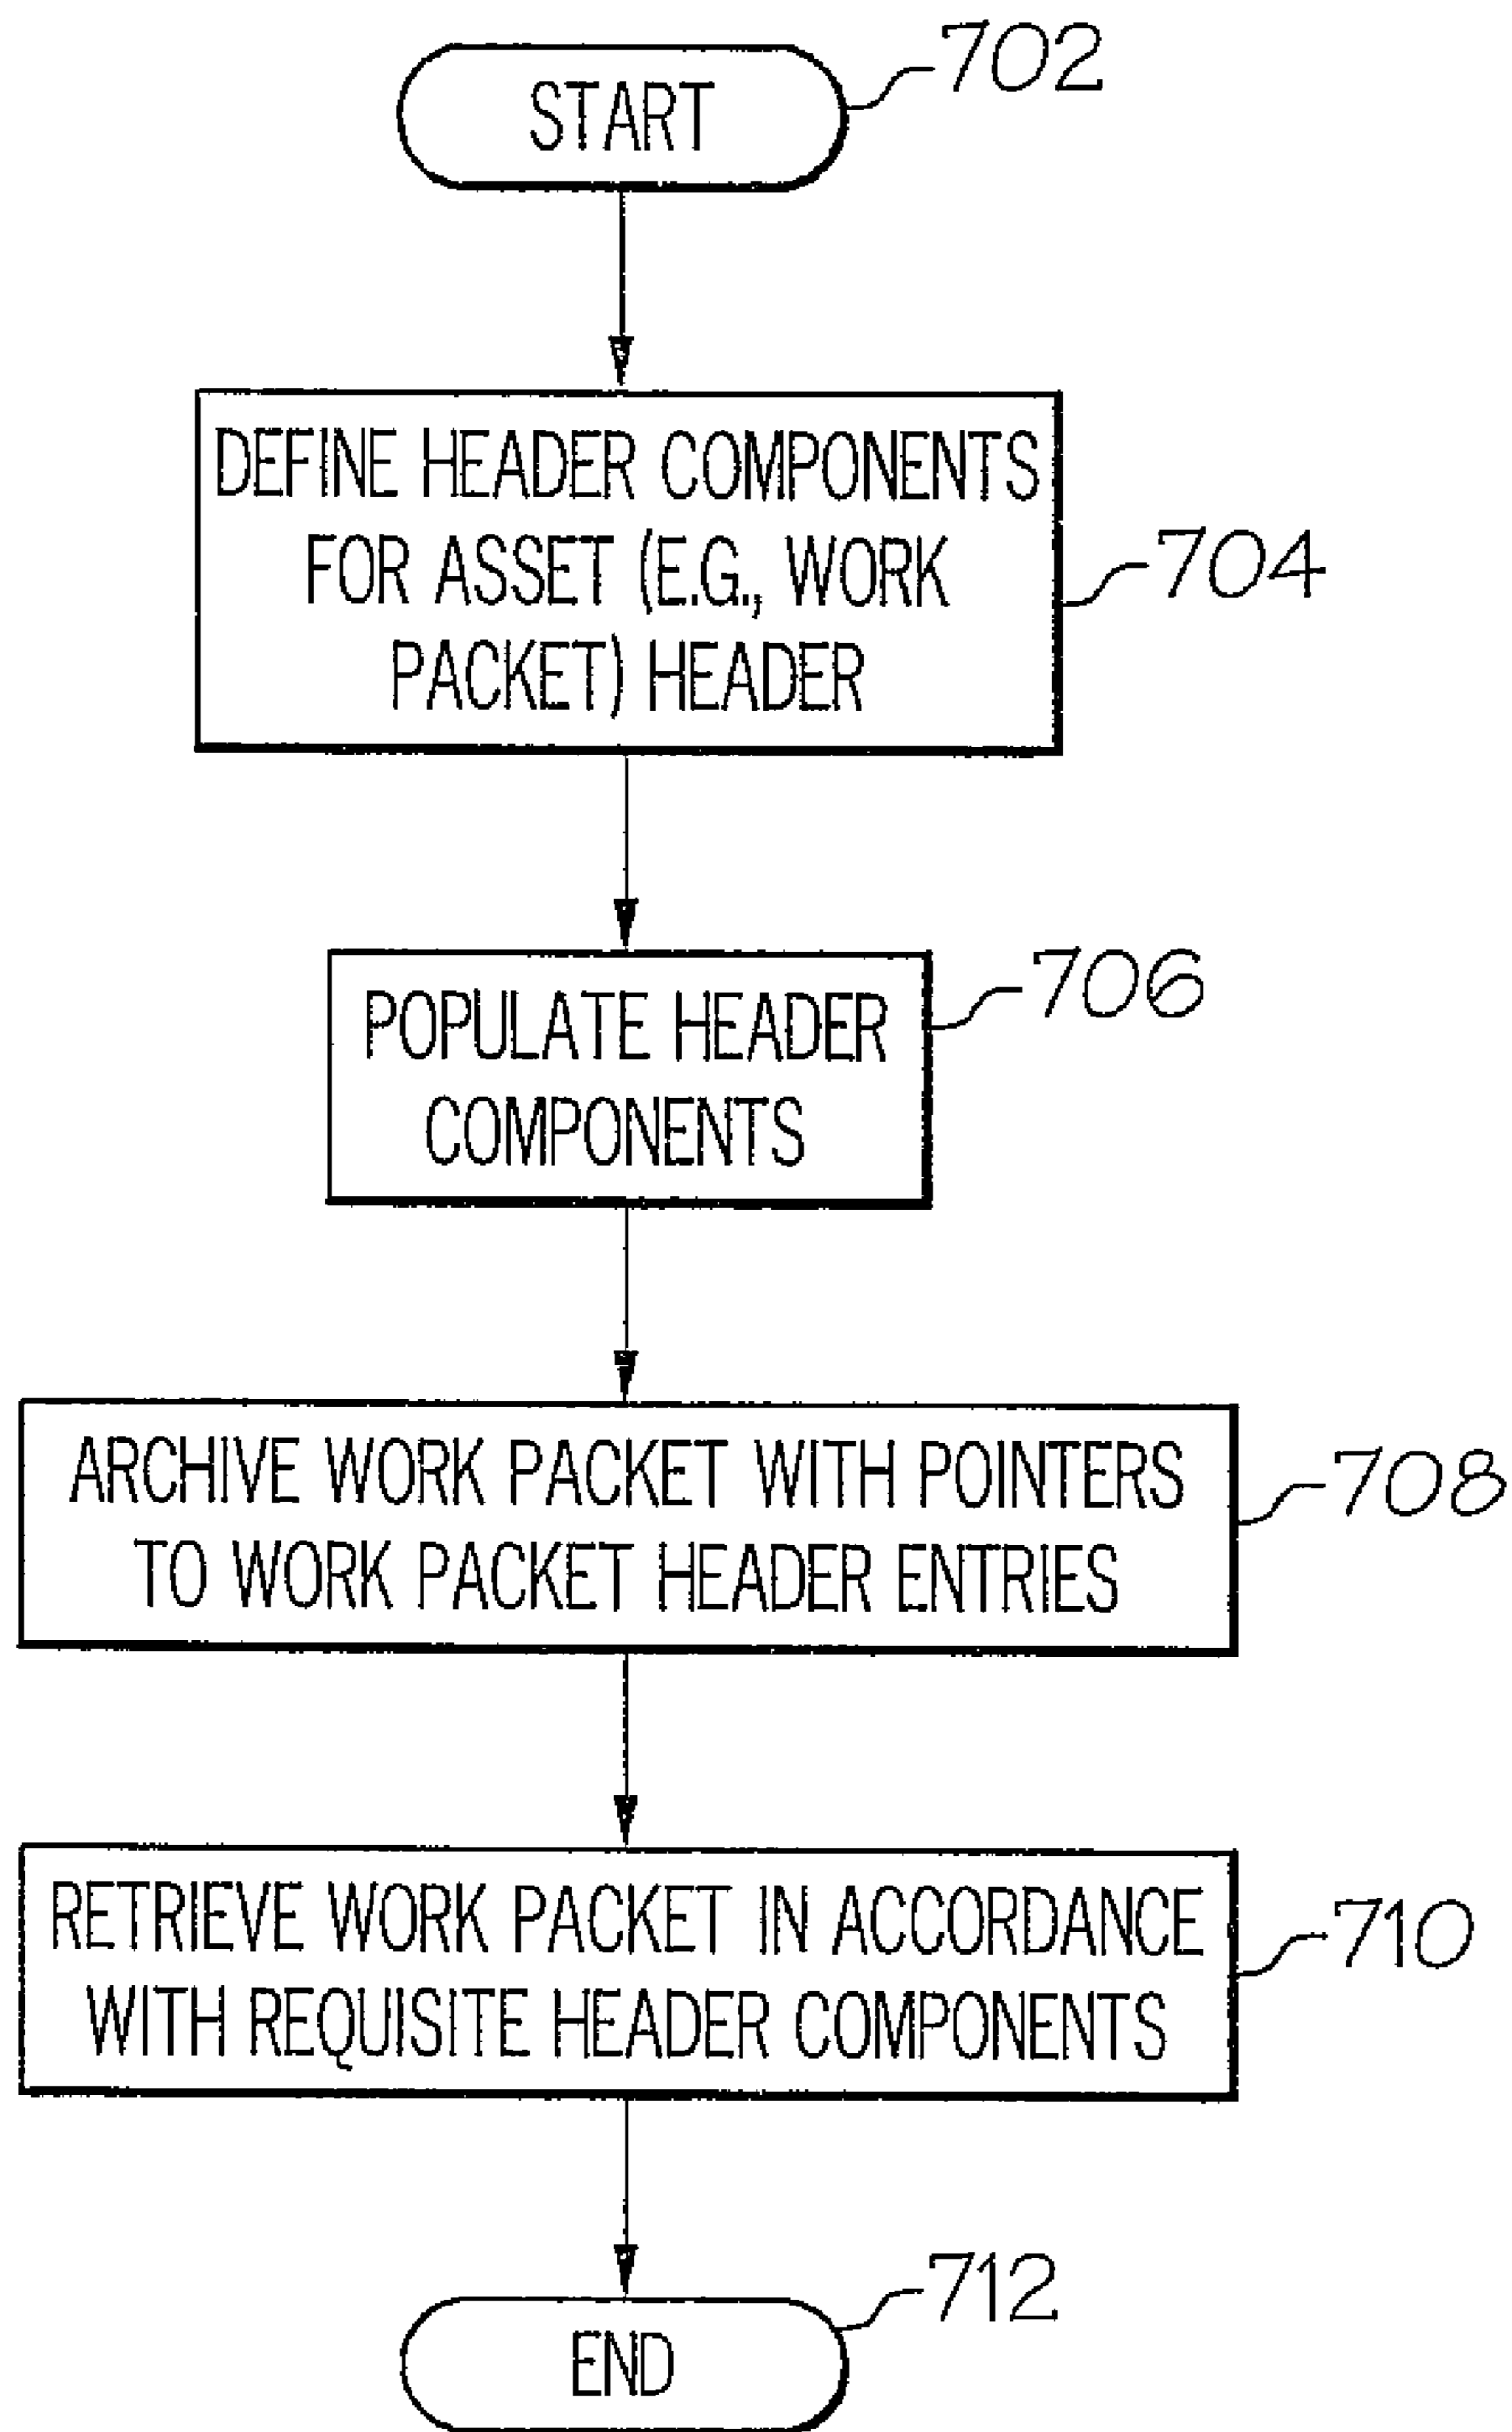 START
702
DEFINE HEADER COMPONENTS
FOR ASSET (E.G., WORK
PACKET) HEADER
704
POPULATE HEADER
COMPONENTS
706
ARCHIVE WORK PACKET WITH POINTERS
TO WORK PACKET HEADER ENTRIES
708
RETRIEVE WORK PACKET IN ACCORDANCE
WITH REQUISITE HEADER COMPONENTS
710
END
712